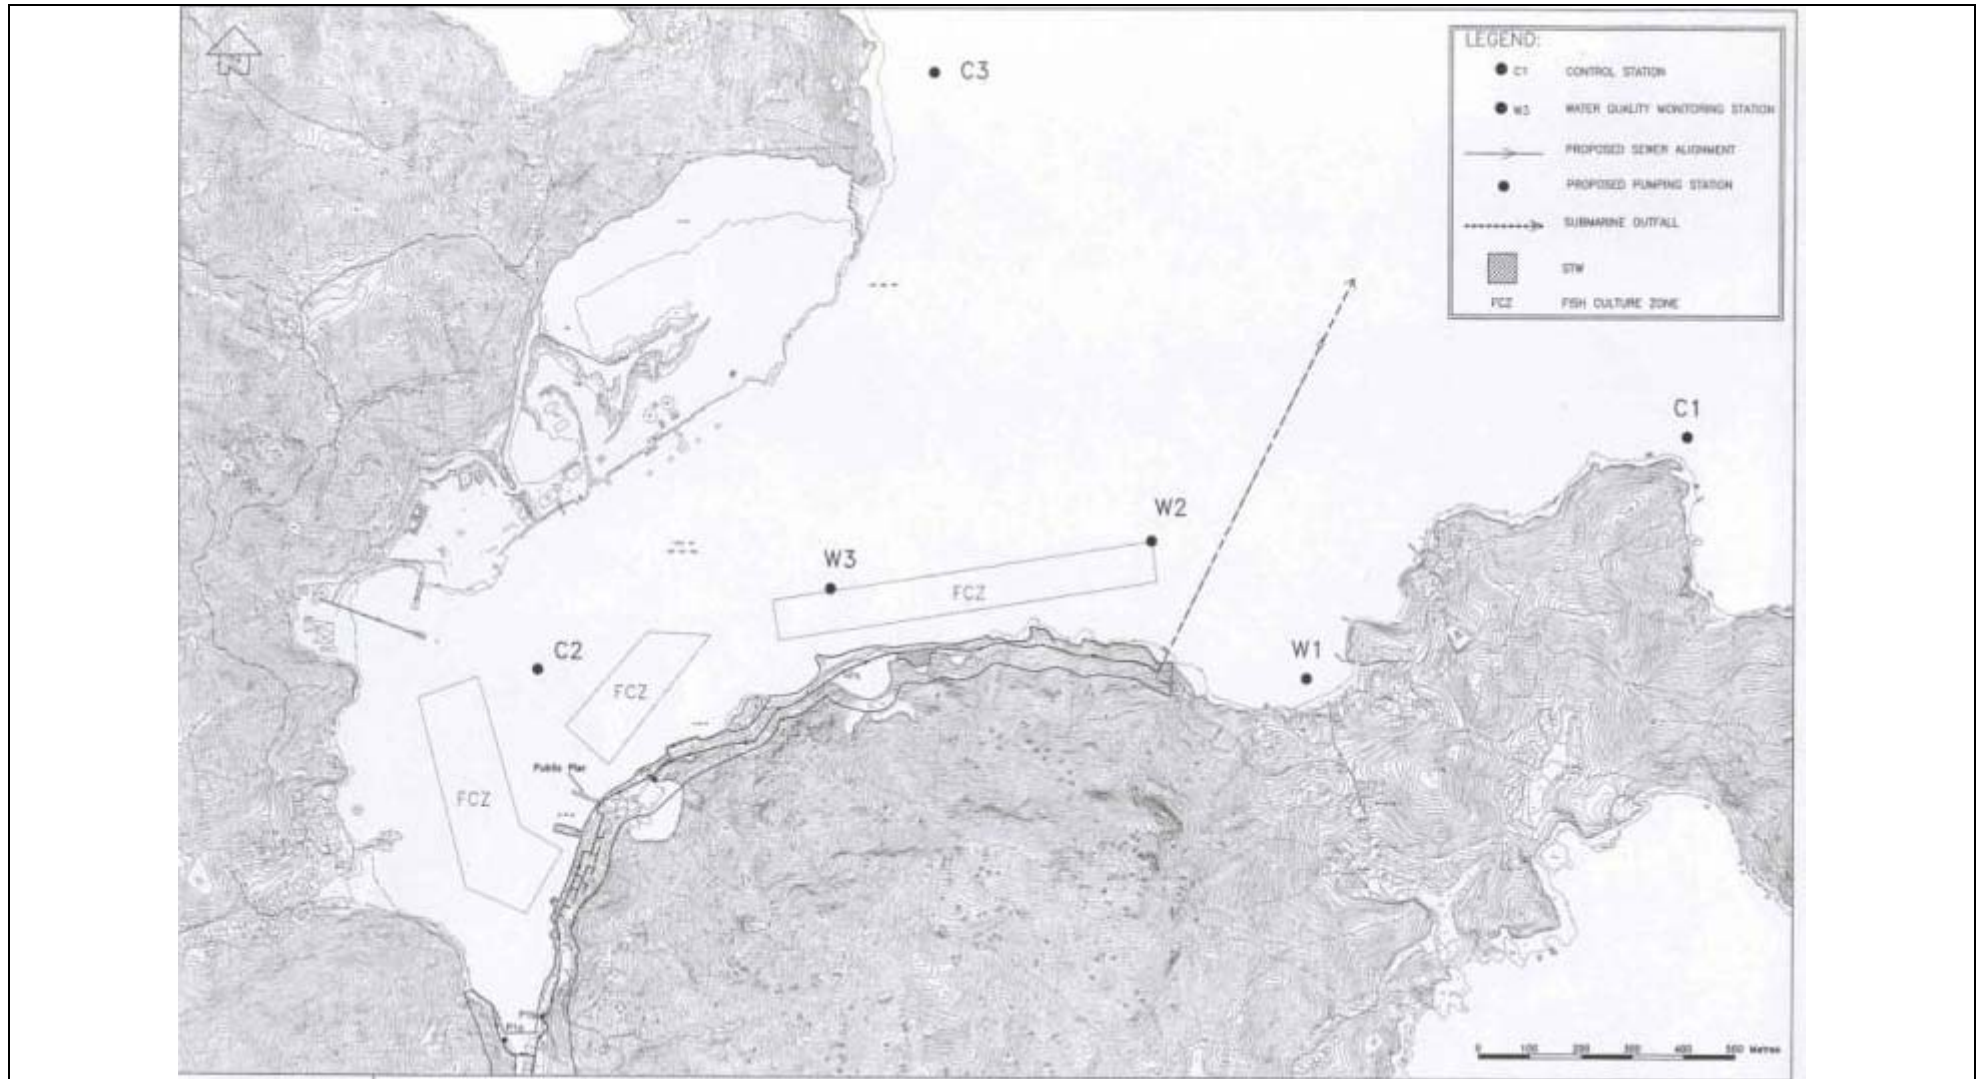 N
LEGEND:
C1 CONTROL STATION
W3 WATER QUALITY MONITORING STATION
PROPOSED SEWER ALIGNMENT
PROPOSED PUMPING STATION
SUBMARINE OUTFALL
STW
FCZ FISH CULTURE ZONE
C3
C1
W2
W3
FCZ
C2
W1
FCZ
Public Pier
FCZ
0 100 200 300 400 500 Metres